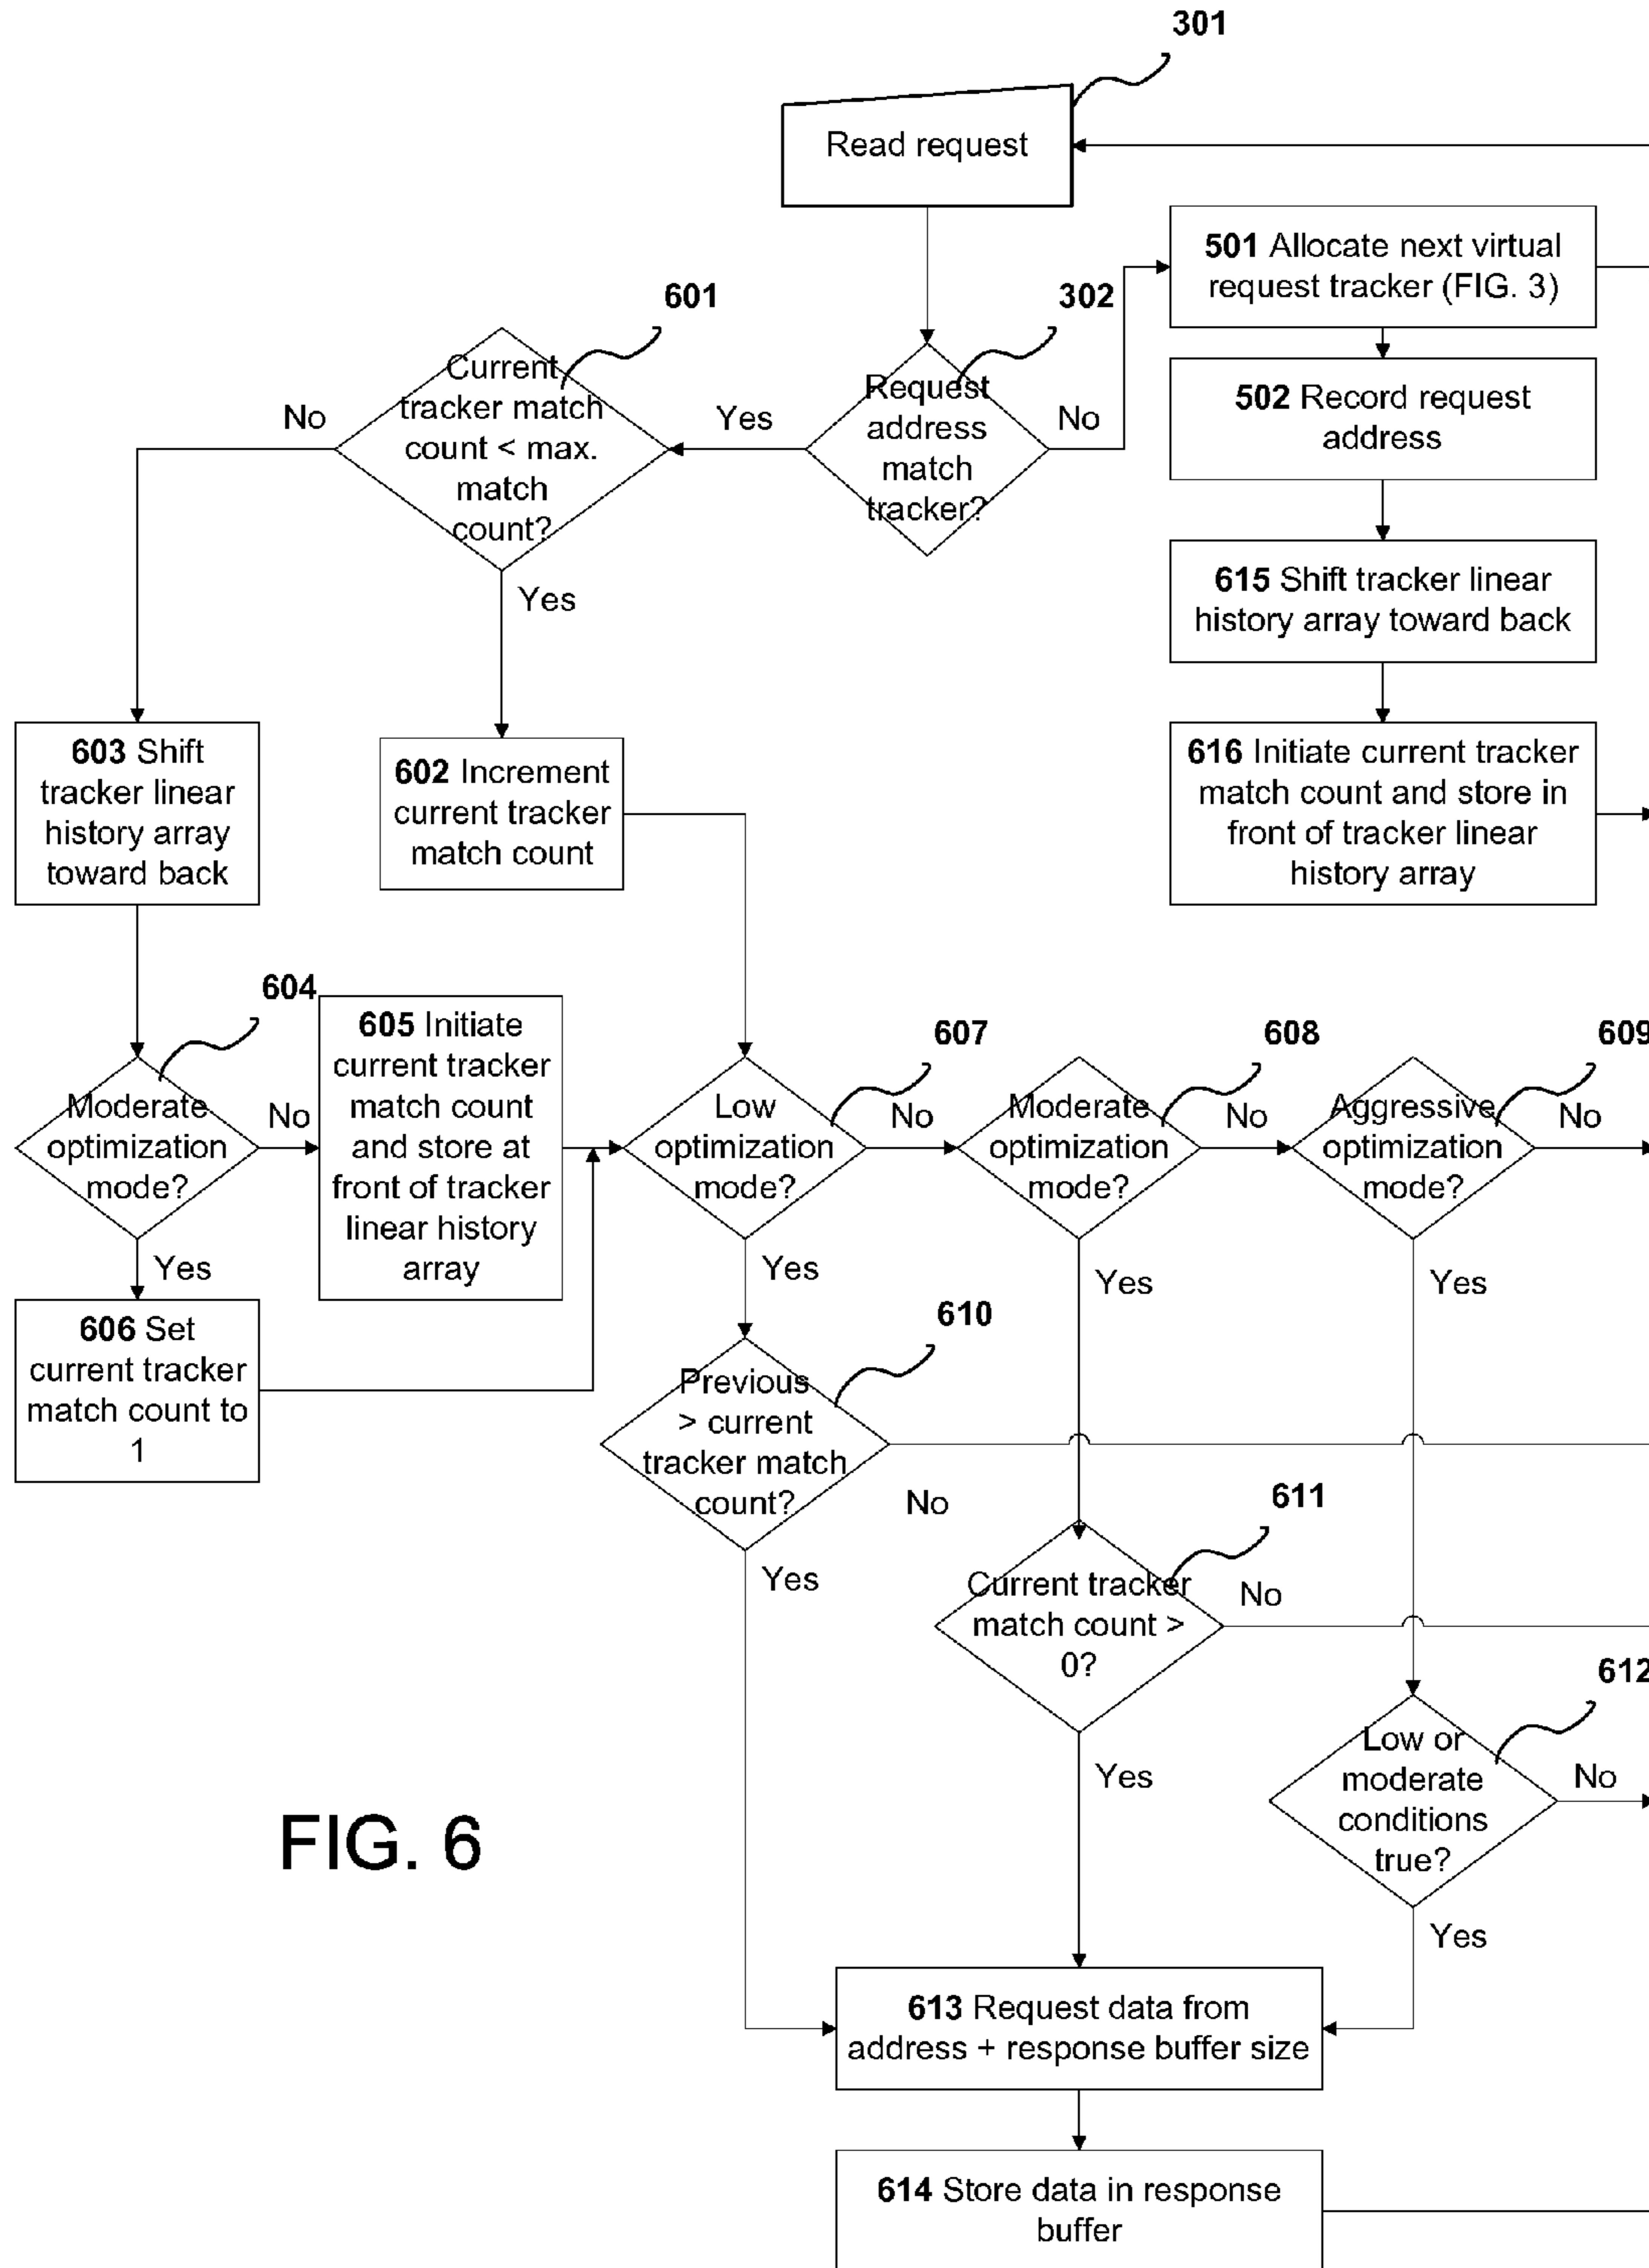 301
Read request
501 Allocate next virtual
request tracker (FIG. 3)
601
302
Current
tracker match
count < max.
match
count?
No
Yes
Request
address
match
tracker?
Yes
No
502 Record request
address
615 Shift tracker linear
history array toward back
603 Shift
tracker linear
history array
toward back
602 Increment
current tracker
match count
616 Initiate current tracker
match count and store in
front of tracker linear
history array
604
Moderate
optimization
mode?
No
Yes
605 Initiate
current tracker
match count
and store at
front of tracker
linear history
array
606 Set
current tracker
match count to
1
607
Low
optimization
mode?
No
Yes
608
Moderate
optimization
mode?
No
Yes
609
Aggressive
optimization
mode?
No
Yes
610
Previous
> current
tracker match
count?
No
Yes
611
Current tracker
match count >
0?
No
Yes
612
Low or
moderate
conditions
true?
No
Yes
FIG. 6
613 Request data from
address + response buffer size
614 Store data in response
buffer